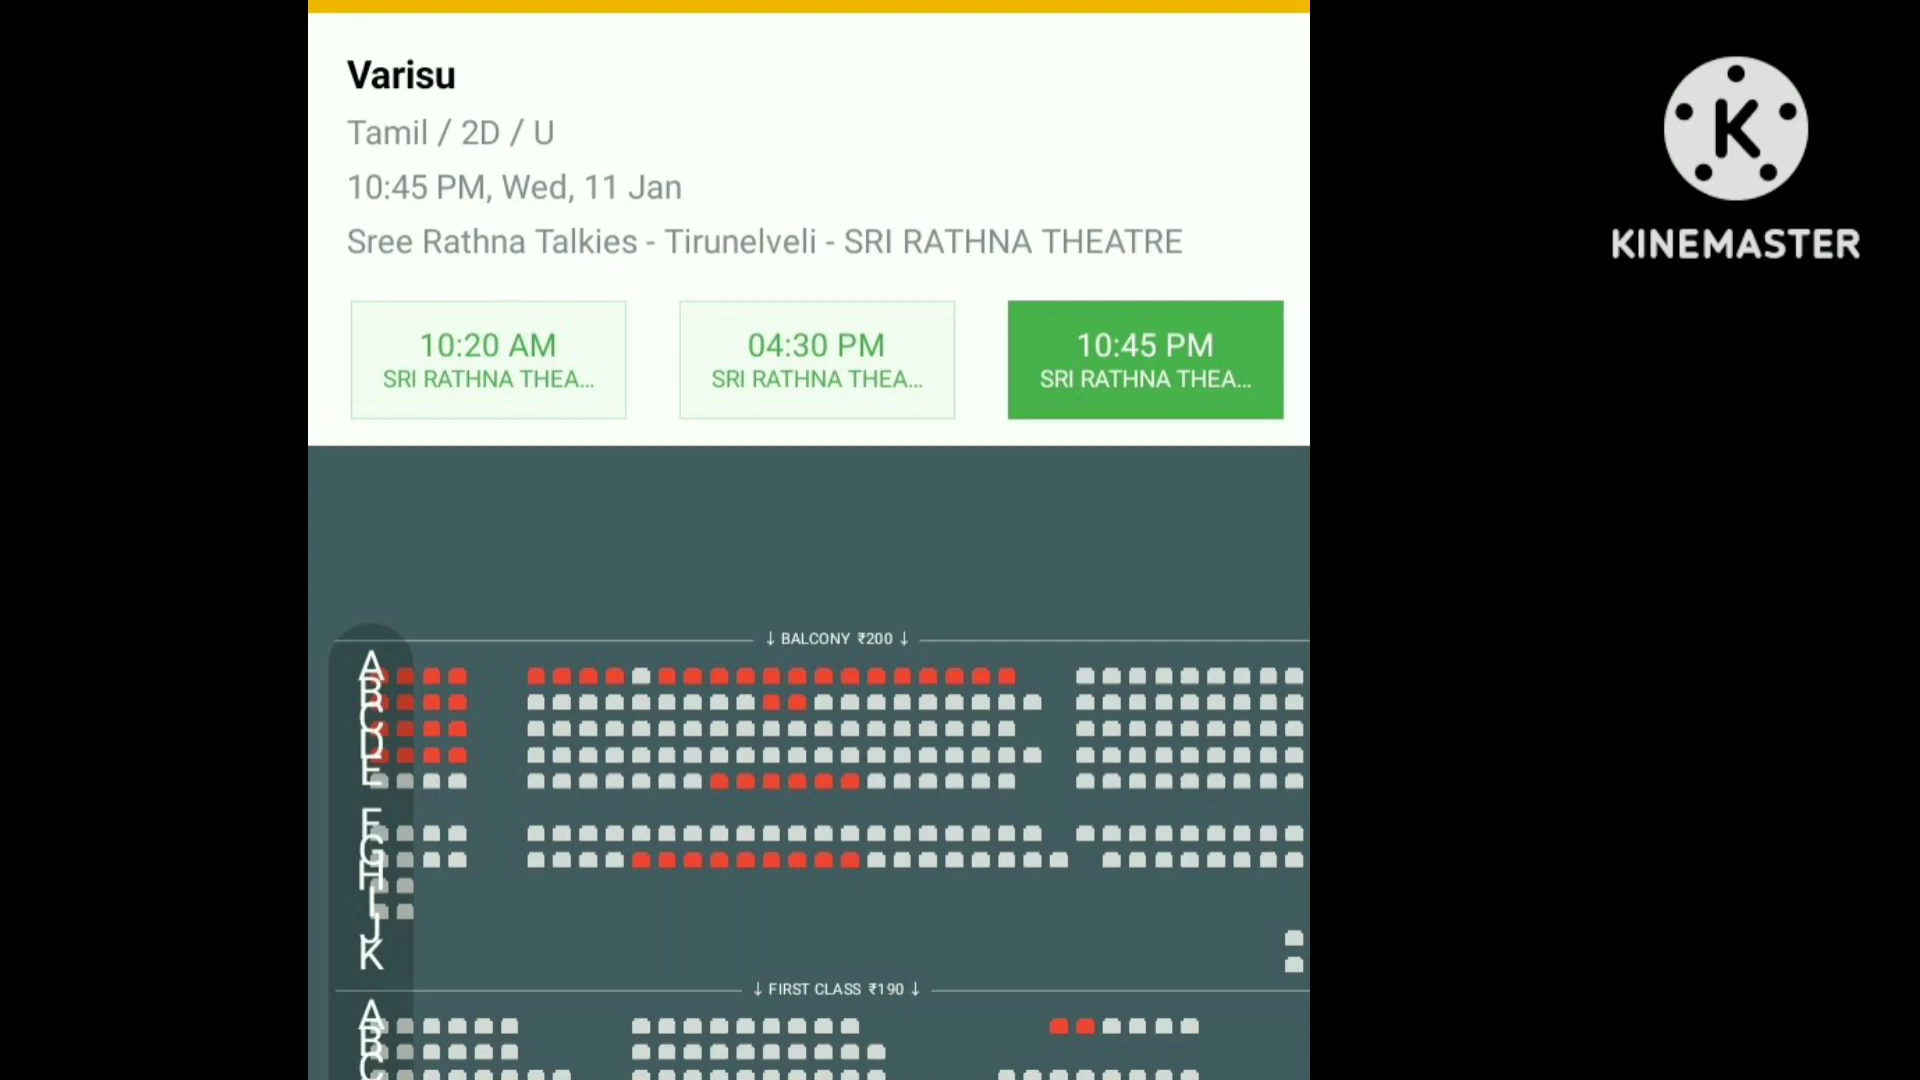 Varisu
Tamil / 2D / U
10:45 PM, Wed, 11 Jan
Sree Rathna Talkies - Tirunelveli - SRI RATHNA THEATRE
10:20 AM
SRI RATHNA THEA...
04:30 PM
SRI RATHNA THEA...
10:45 PM
SRI RATHNA THEA...
K
KINEMASTER
↓ BALCONY ₹200 ↓
A
B
C
D
E
F
G
H
I
J
K
↓ FIRST CLASS ₹190 ↓
A
B
C